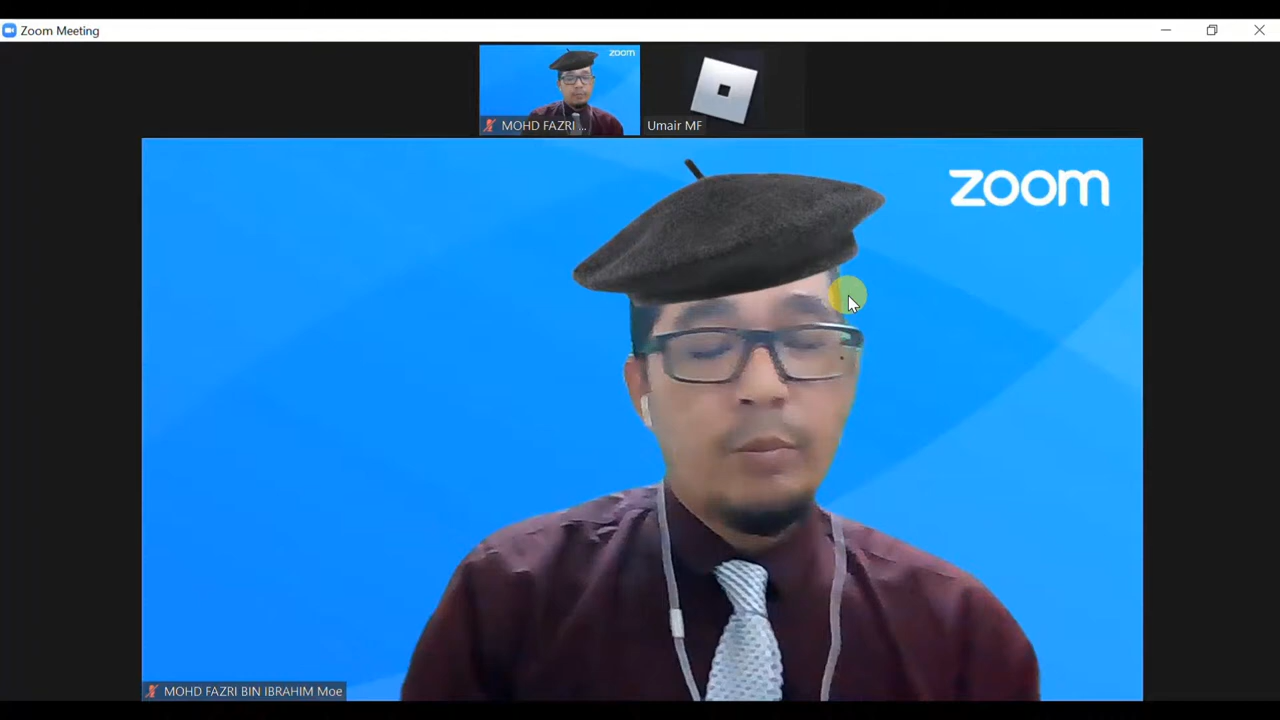 Zoom Meeting
zoom
MOHD FAZRI ...
Umair MF
zoom
MOHD FAZRI BIN IBRAHIM Moe